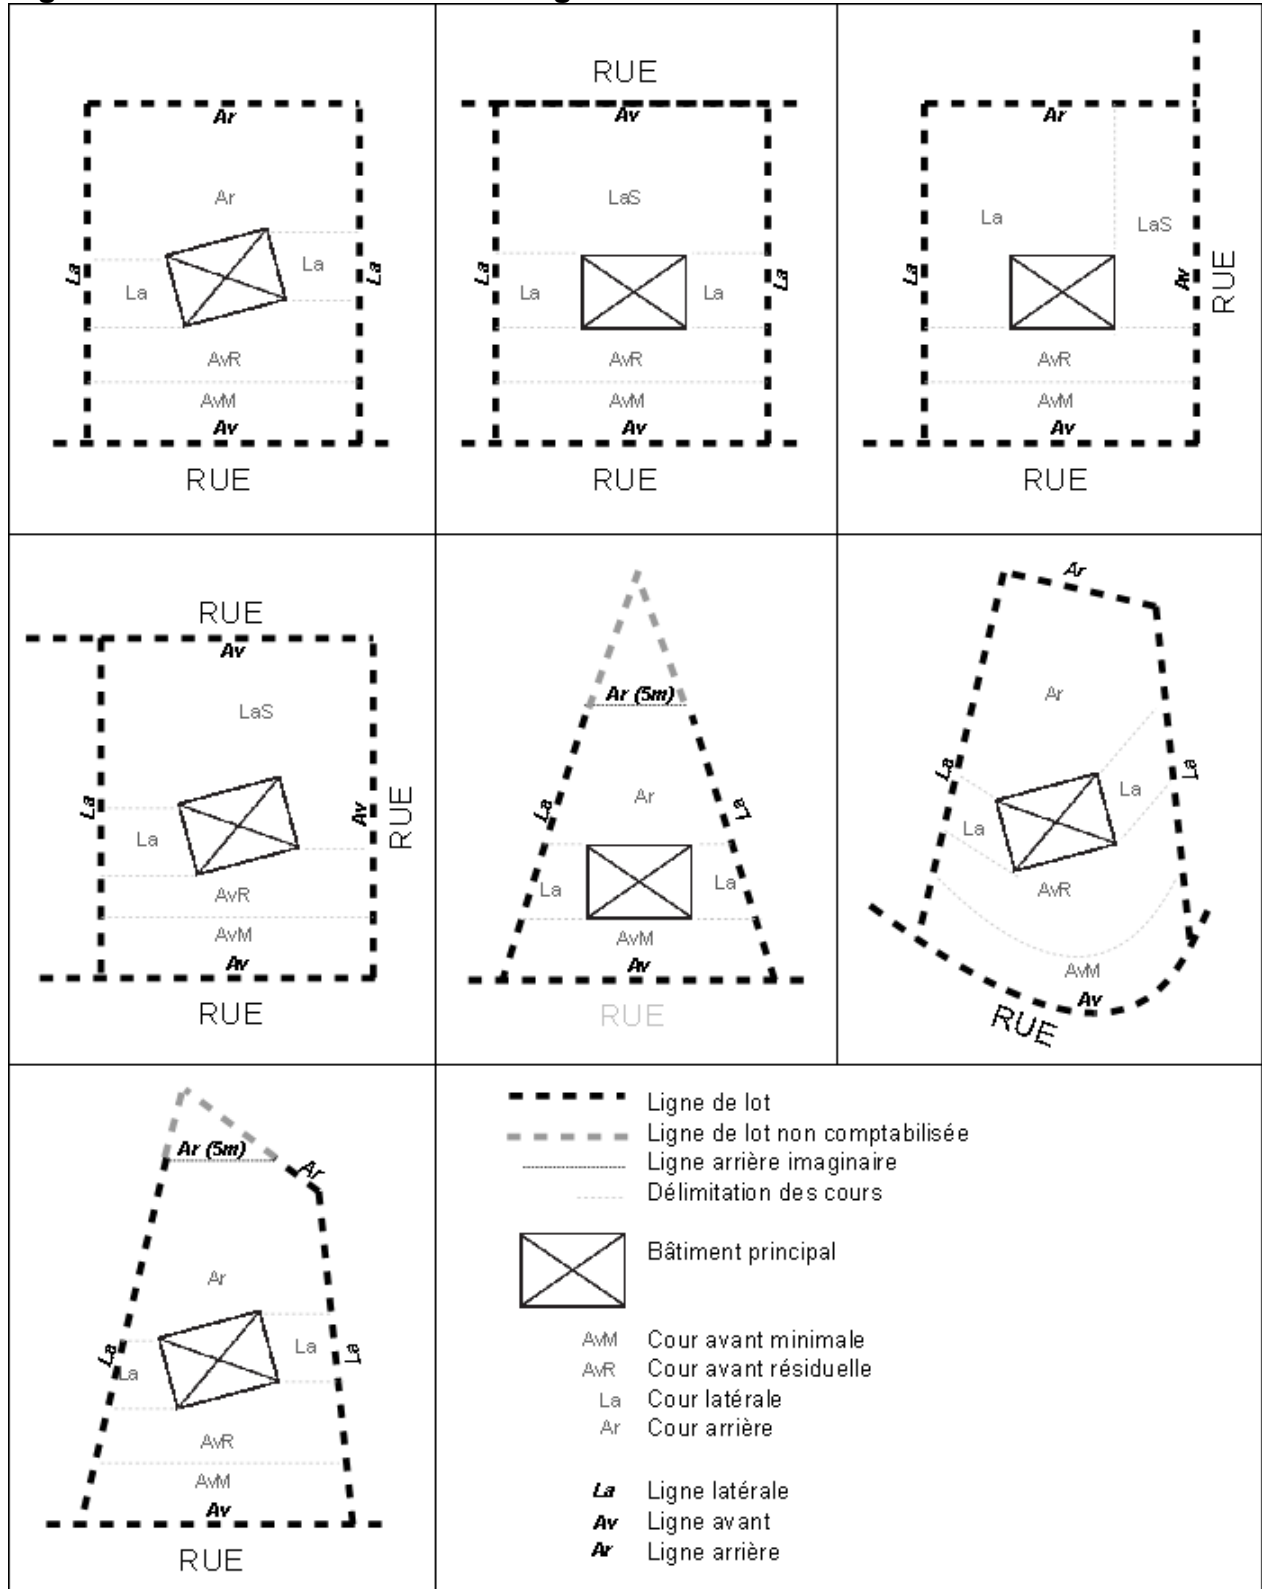 RUE
Ar
Av
Ar
Ar
LaS
La
LaS
La
La
La
La
La
La
La
La
La
Av
RUE
AvR
AvR
AvR
AvM
AvM
AvM
Av
Av
Av
RUE
RUE
RUE
RUE
Av
LaS
La
La
Av
RUE
AvR
AvM
Av
RUE
Ar (5m)
Ar
La
La
La
La
AvM
Av
RUE
Ar
Ar
La
La
La
La
AvR
AvM
Av
RUE
Ar (5m)
Ar
Ar
La
La
La
La
AvR
AvM
Av
RUE
Ligne de lot
Ligne de lot non comptabilisée
Ligne arrière imaginaire
Délimitation des cours
Bâtiment principal
AvM Cour avant minimale
AvR Cour avant résiduelle
La Cour latérale
Ar Cour arrière
La Ligne latérale
Av Ligne avant
Ar Ligne arrière